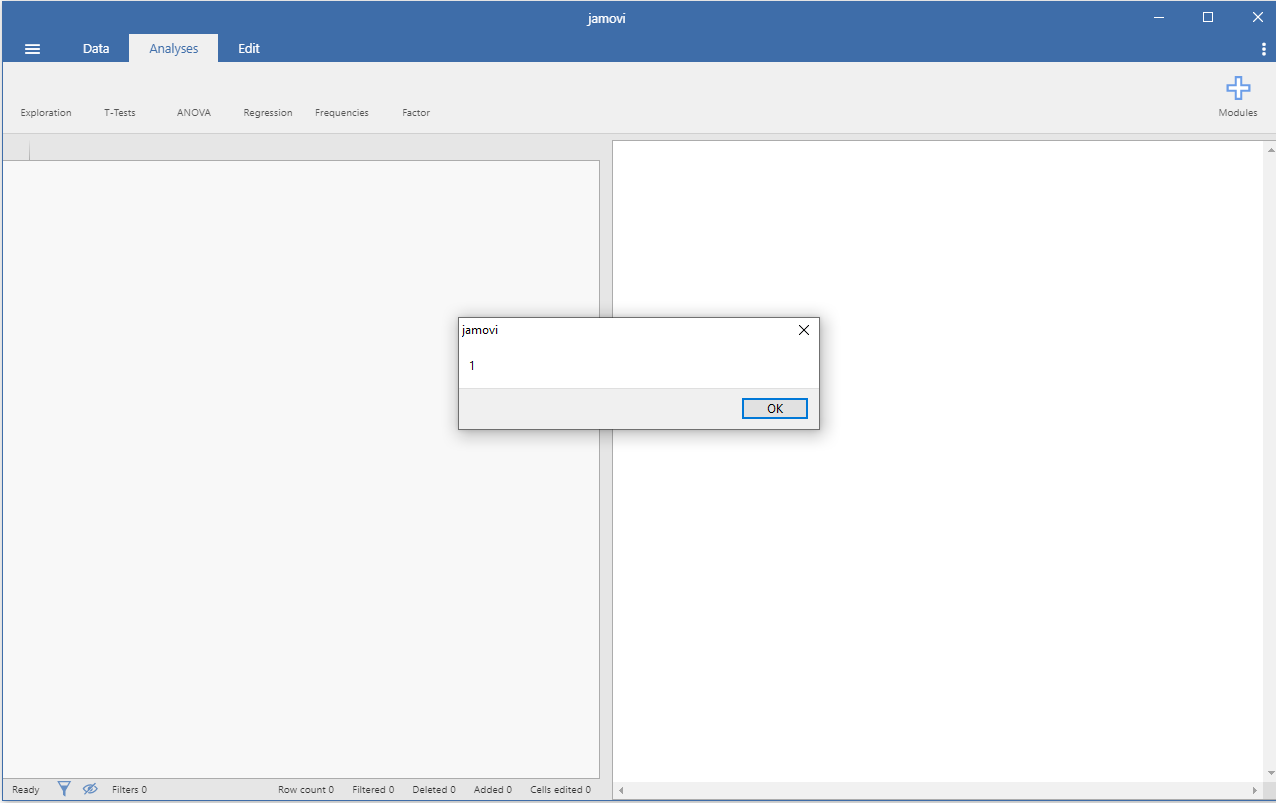 jamovi
Data Analyses Edit
Exploration T-Tests ANOVA Regression Frequencies Factor Modules
jamovi
1
OK
Ready Filters 0 Row count 0 Filtered 0 Deleted 0 Added 0 Cells edited 0